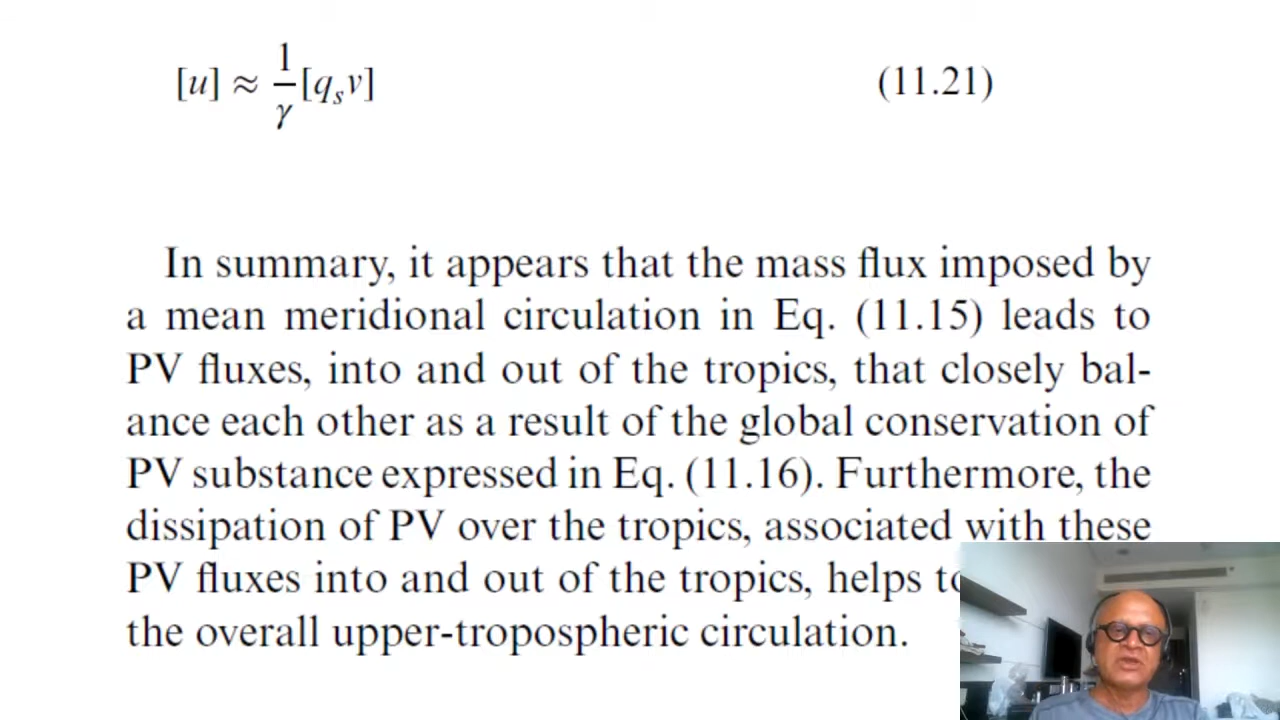 [u] ≈ 1/γ [qₛv] (11.21)
In summary, it appears that the mass flux imposed by
a mean meridional circulation in Eq. (11.15) leads to
PV fluxes, into and out of the tropics, that closely bal-
ance each other as a result of the global conservation of
PV substance expressed in Eq. (11.16). Furthermore, the
dissipation of PV over the tropics, associated with these
PV fluxes into and out of the tropics, helps
the overall upper-tropospheric circulation.